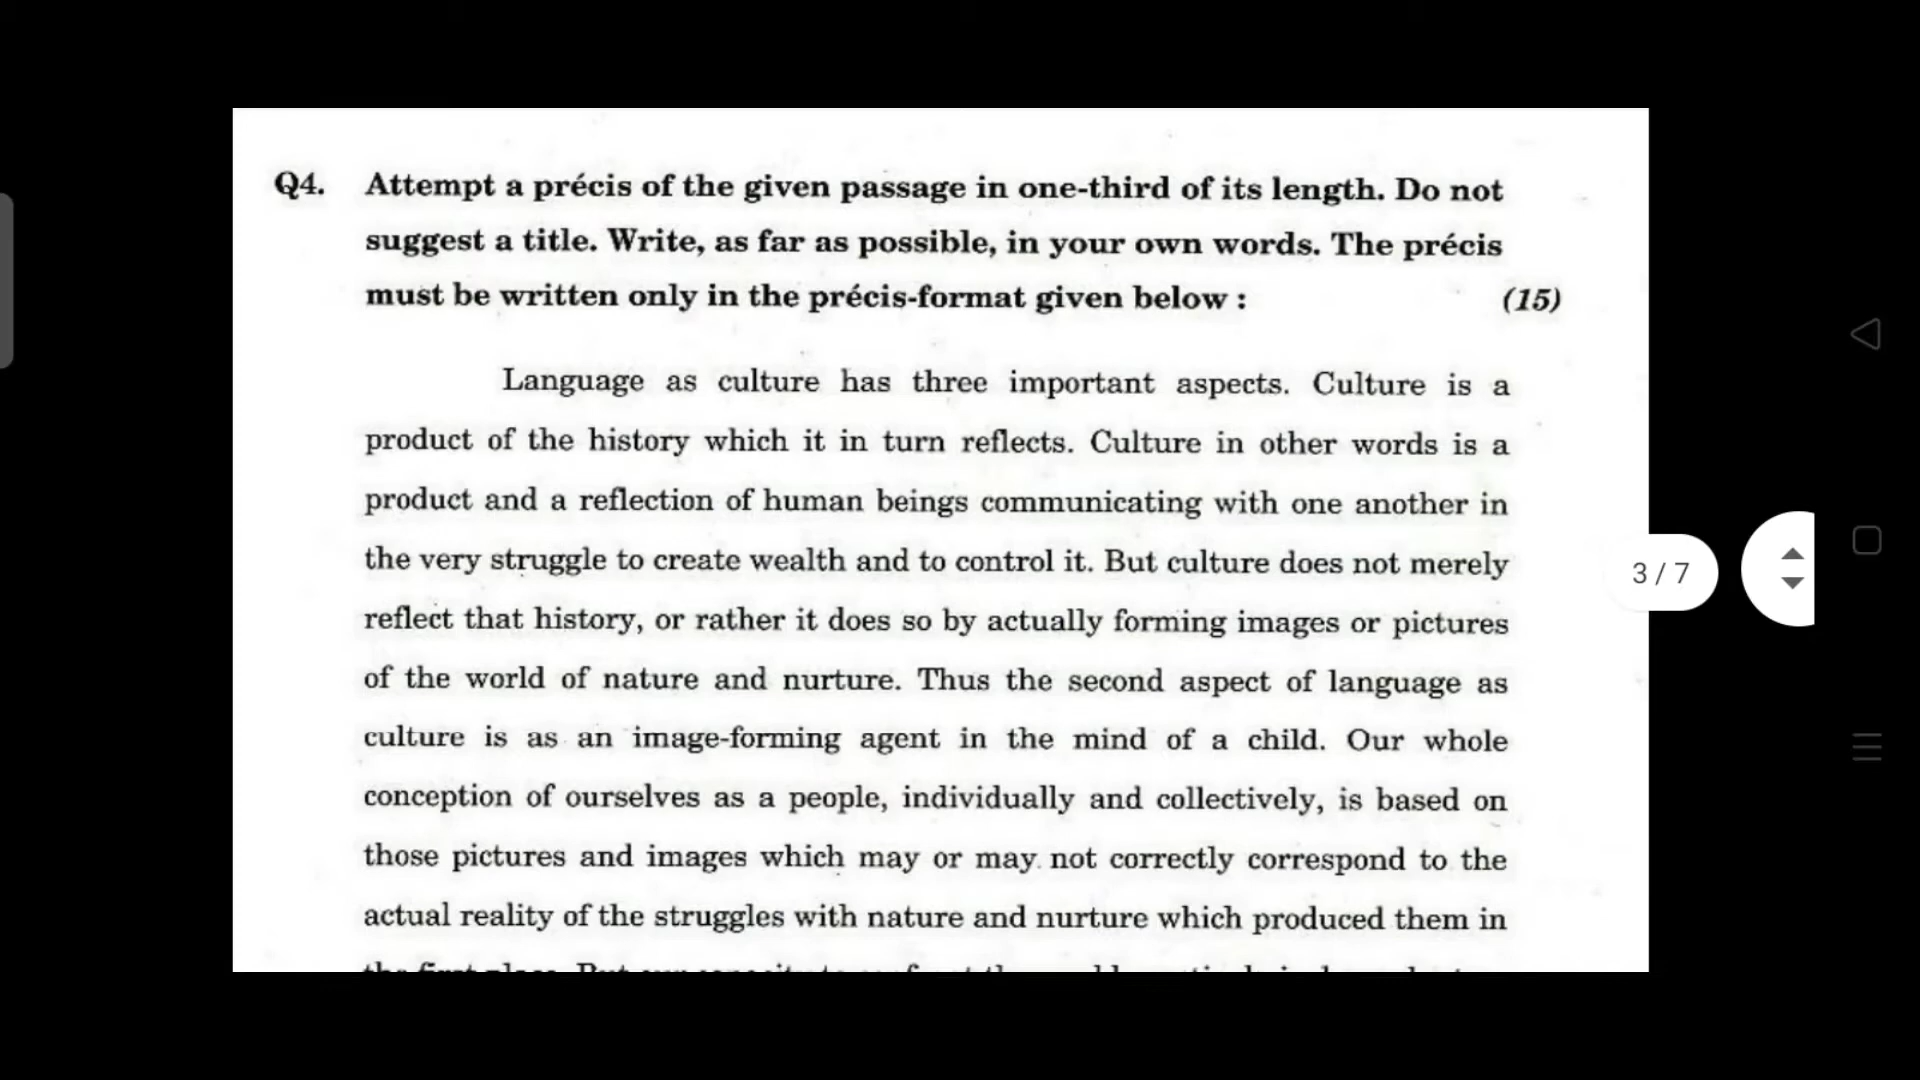 Q4. Attempt a précis of the given passage in one-third of its length. Do not
suggest a title. Write, as far as possible, in your own words. The précis
must be written only in the précis-format given below : (15)
Language as culture has three important aspects. Culture is a
product of the history which it in turn reflects. Culture in other words is a
product and a reflection of human beings communicating with one another in
the very struggle to create wealth and to control it. But culture does not merely
reflect that history, or rather it does so by actually forming images or pictures
of the world of nature and nurture. Thus the second aspect of language as
culture is as an image-forming agent in the mind of a child. Our whole
conception of ourselves as a people, individually and collectively, is based on
those pictures and images which may or may not correctly correspond to the
actual reality of the struggles with nature and nurture which produced them in
the first place. But our capacity to
3 / 7